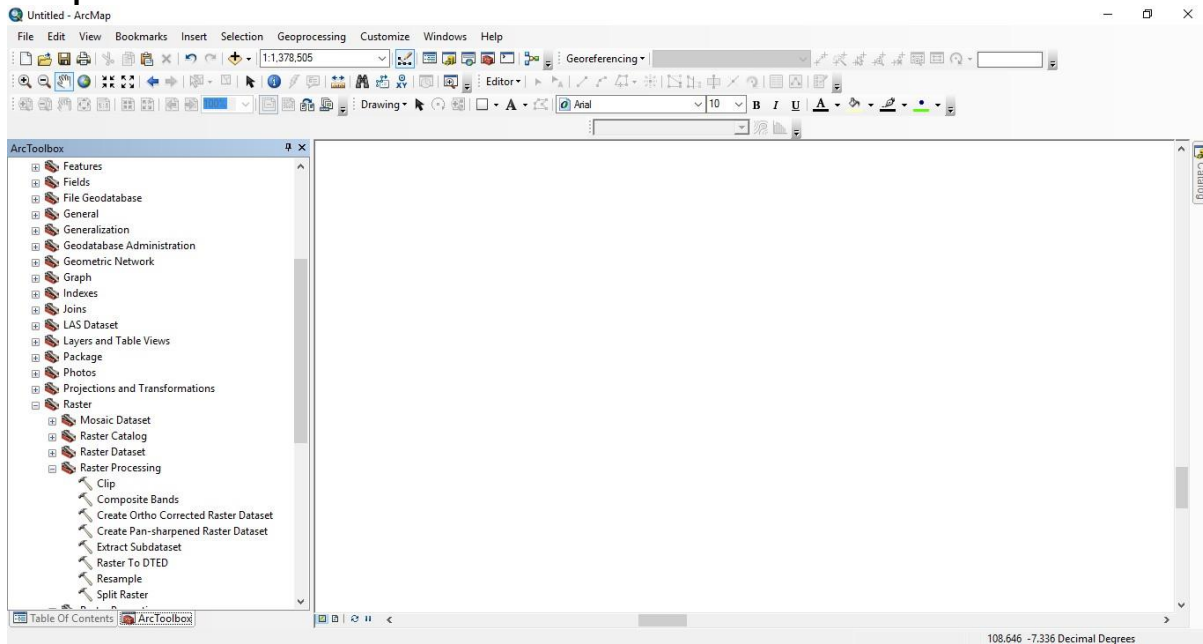 Untitled - ArcMap
File Edit View Bookmarks Insert Selection Geoprocessing Customize Windows Help
1:1,378,505
Georeferencing
Editor
100%
Drawing
A
Arial
10
B I U A
ArcToolbox
Features
Fields
File Geodatabase
General
Generalization
Geodatabase Administration
Geometric Network
Graph
Indexes
Joins
LAS Dataset
Layers and Table Views
Package
Photos
Projections and Transformations
Raster
Mosaic Dataset
Raster Catalog
Raster Dataset
Raster Processing
Clip
Composite Bands
Create Ortho Corrected Raster Dataset
Create Pan-sharpened Raster Dataset
Extract Subdataset
Raster To DTED
Resample
Split Raster
Table Of Contents ArcToolbox
Catalog
108.646 -7.336 Decimal Degrees